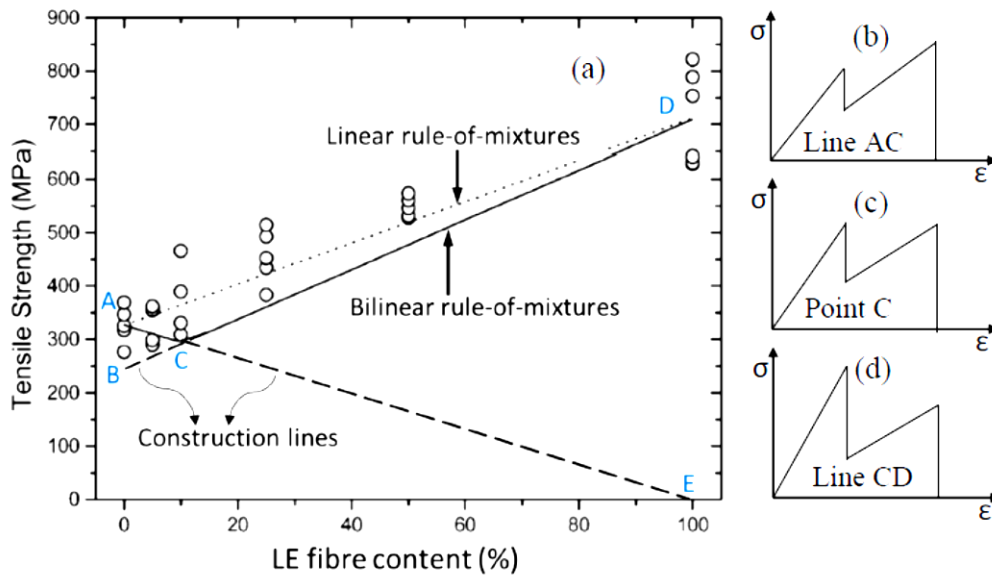 900
800
700
600
500
400
300
200
100
0
Tensile Strength (MPa)
(a)
D
Linear rule-of-mixtures
Bilinear rule-of-mixtures
A
B
C
Construction lines
E
0
20
40
60
80
100
LE fibre content (%)
σ
(b)
Line AC
ε
σ
(c)
Point C
ε
σ
(d)
Line CD
ε